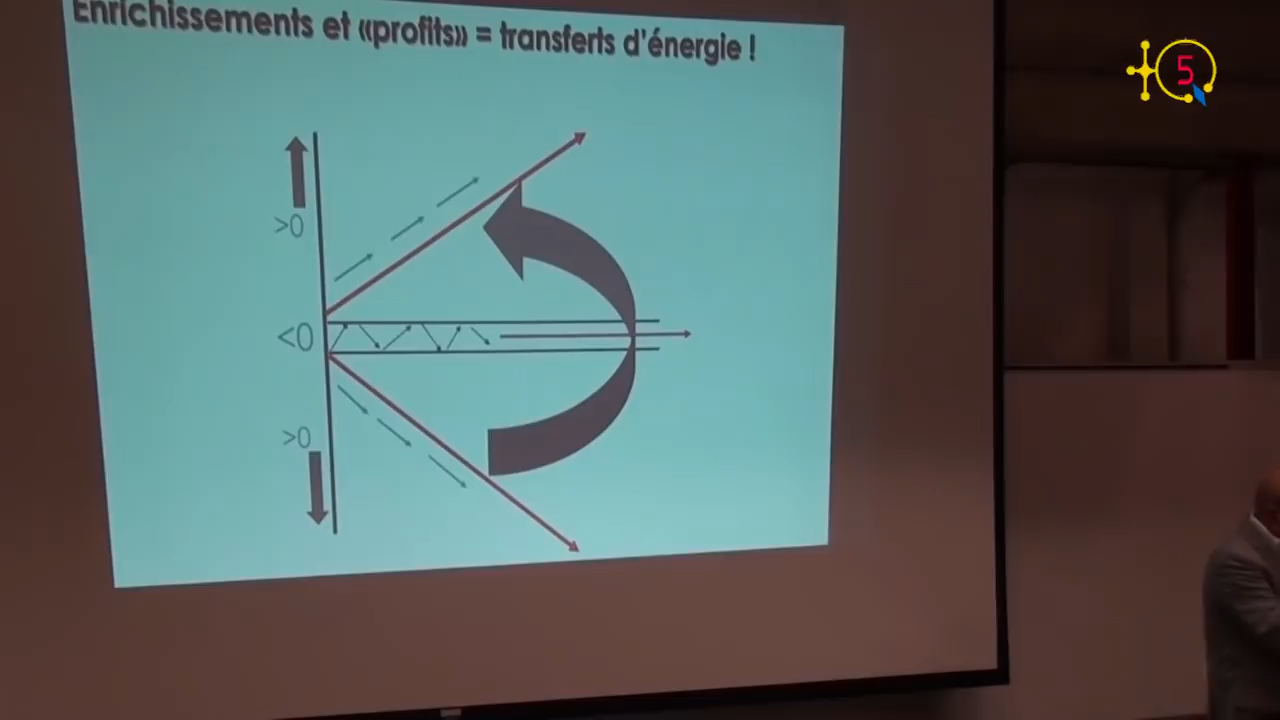 Enrichissements et «profits» = transferts d'énergie !
5
>0
<0
>0